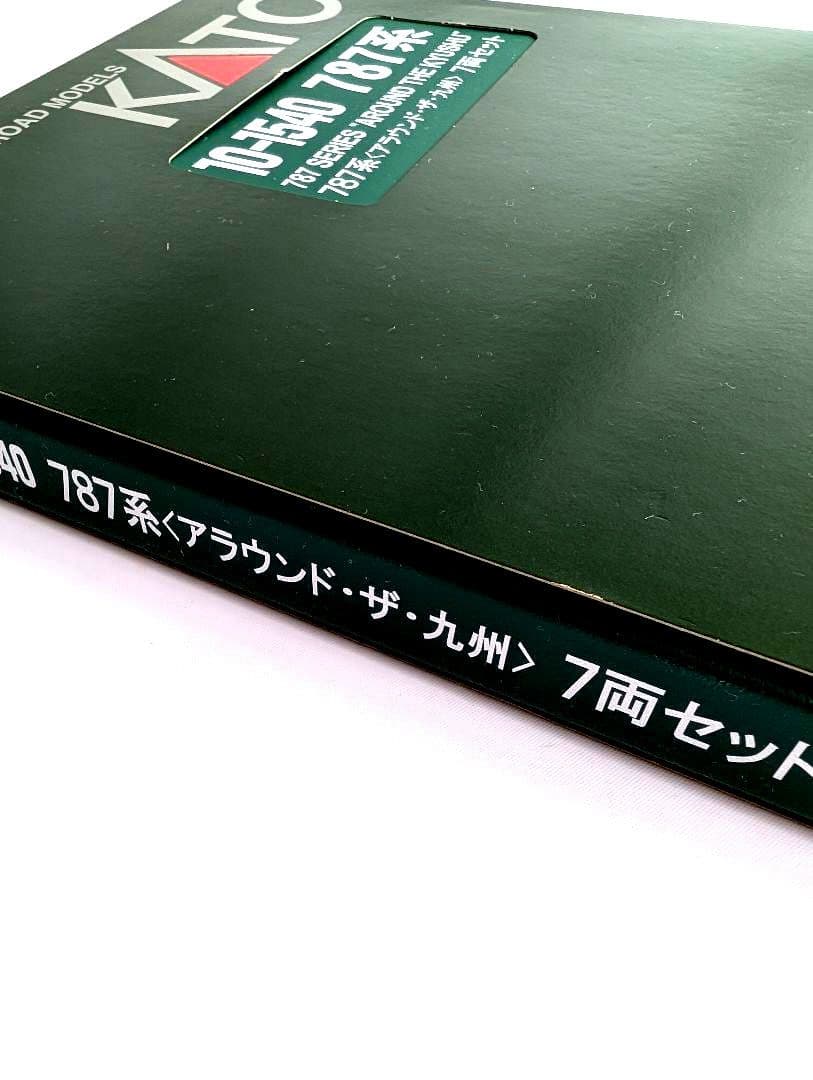 ROAD MODELS
KATO
10-1540 787系
787 SERIES "AROUND THE KYUSHU"
787系〈アラウンド・ザ・九州〉 7両セット
40 787系〈アラウンド・ザ・九州〉 7両セット